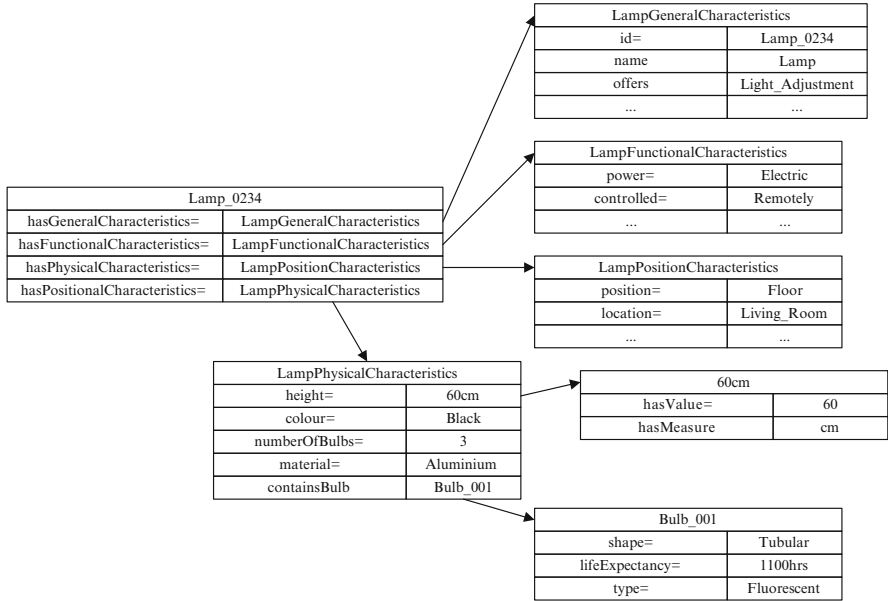 LampGeneralCharacteristics
id= Lamp_0234
name Lamp
offers Light_Adjustment
... ...
LampFunctionalCharacteristics
power= Electric
controlled= Remotely
... ...
Lamp_0234
hasGeneralCharacteristics= LampGeneralCharacteristics
hasFunctionalCharacteristics= LampFunctionalCharacteristics
hasPhysicalCharacteristics= LampPositionCharacteristics
hasPositionalCharacteristics= LampPhysicalCharacteristics
LampPositionCharacteristics
position= Floor
location= Living_Room
... ...
LampPhysicalCharacteristics
height= 60cm
colour= Black
numberOfBulbs= 3
material= Aluminium
containsBulb Bulb_001
60cm
hasValue= 60
hasMeasure cm
Bulb_001
shape= Tubular
lifeExpectancy= 1100hrs
type= Fluorescent